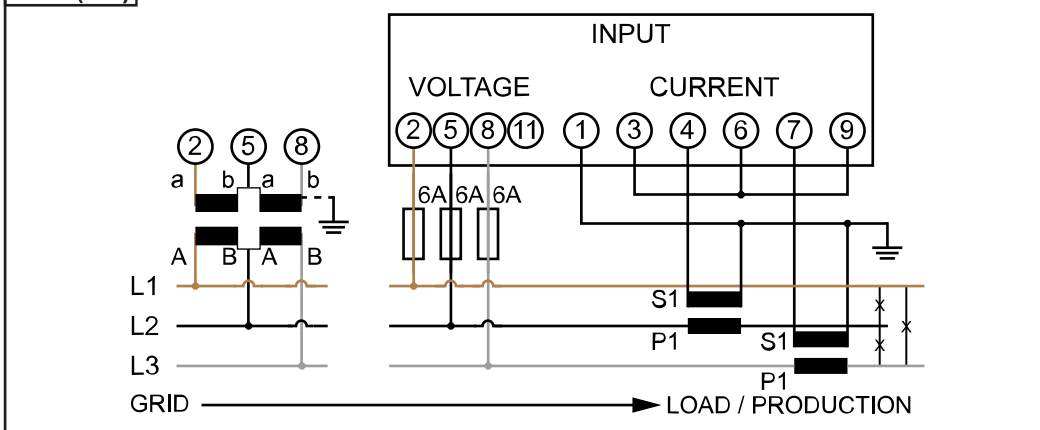 INPUT
VOLTAGE CURRENT
2 5 8 11 1 3 4 6 7 9
2 5 8
a b a b
6A 6A 6A
A B A B
L1
S1
L2
P1 S1
L3
P1
GRID LOAD / PRODUCTION